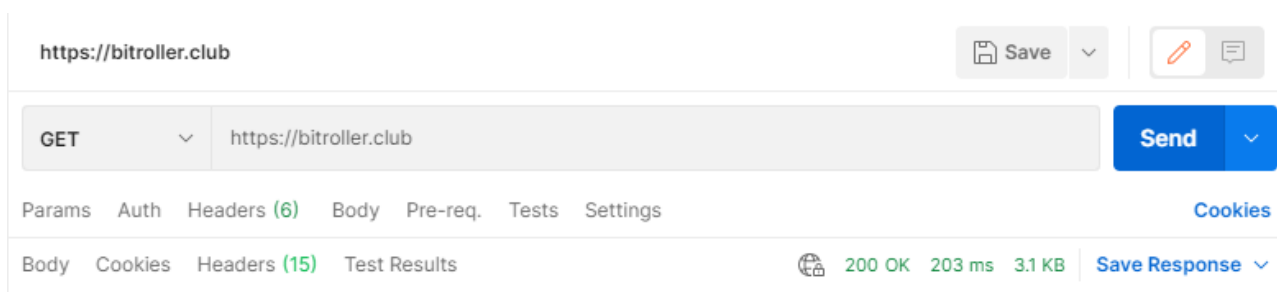 https://bitroller.club Save
GET https://bitroller.club Send
Params Auth Headers (6) Body Pre-req. Tests Settings Cookies
Body Cookies Headers (15) Test Results 200 OK 203 ms 3.1 KB Save Response